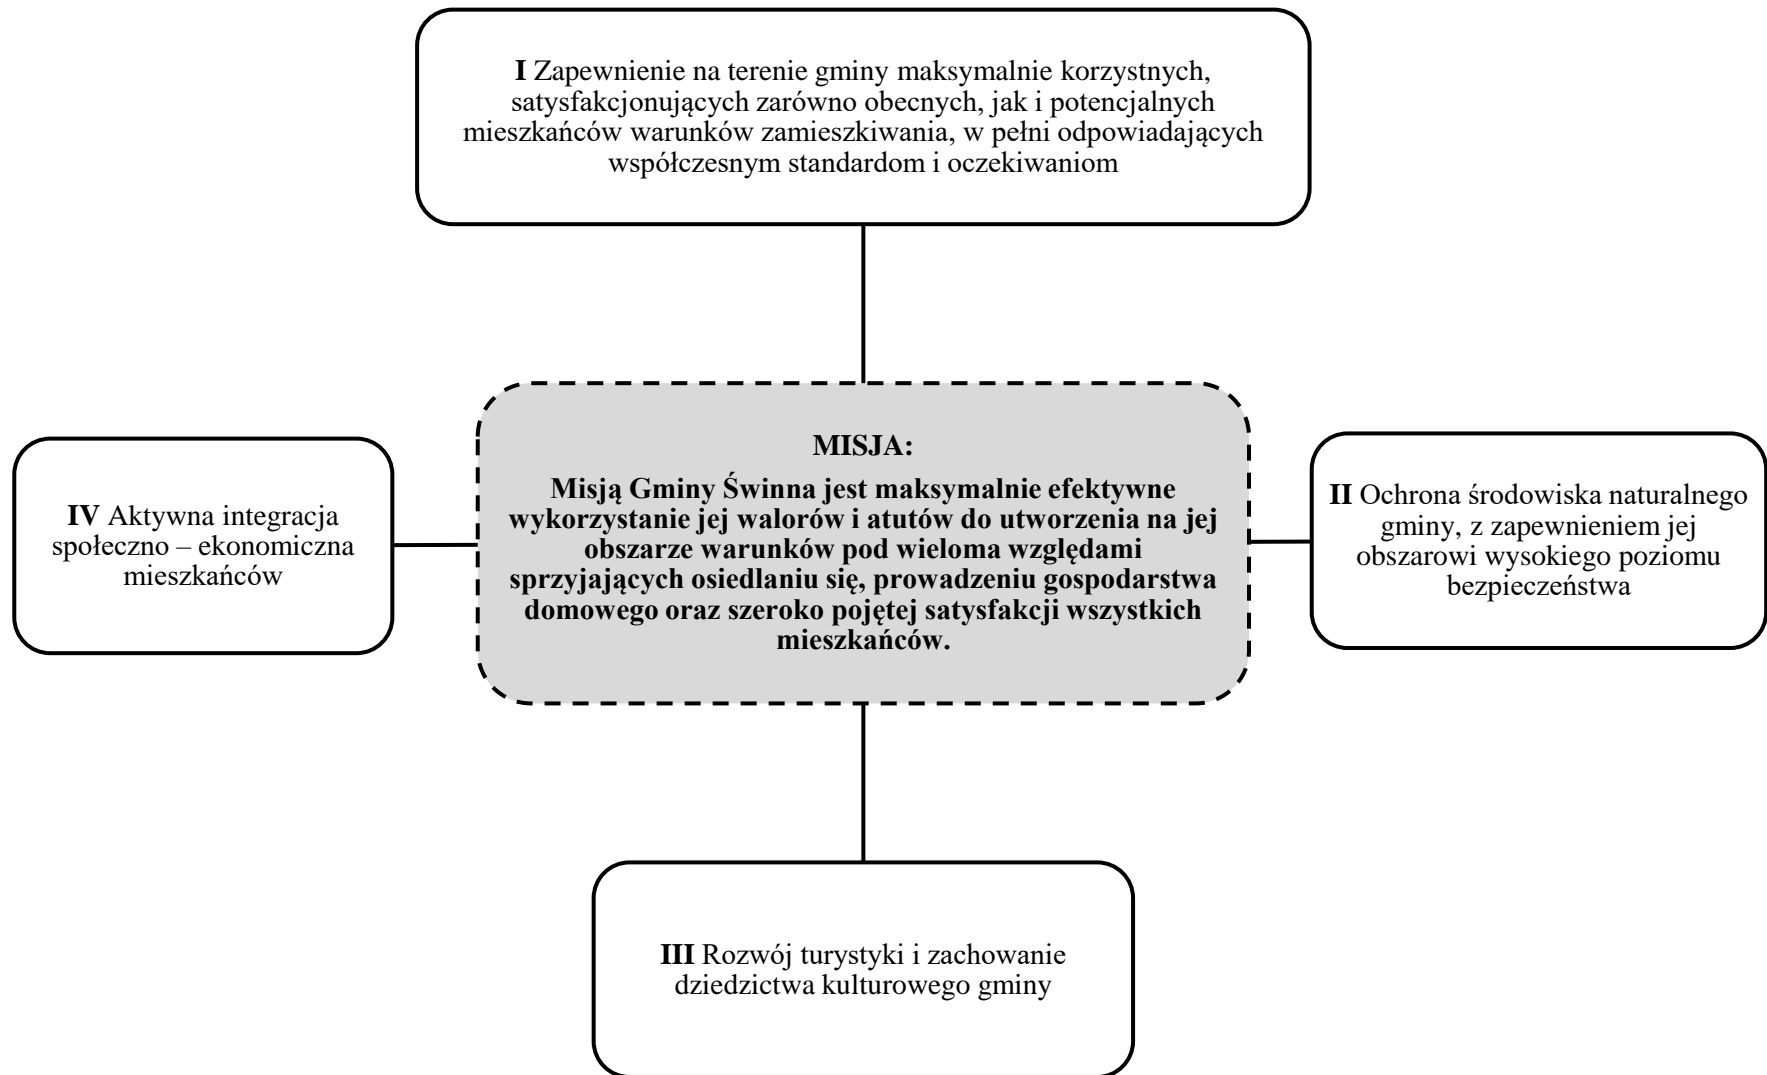 I Zapewnienie na terenie gminy maksymalnie korzystnych,
satysfakcjonujących zarówno obecnych, jak i potencjalnych
mieszkańców warunków zamieszkiwania, w pełni odpowiadających
współczesnym standardom i oczekiwaniom
MISJA:
Misją Gminy Świnna jest maksymalnie efektywne
wykorzystanie jej walorów i atutów do utworzenia na jej
obszarze warunków pod wieloma względami
sprzyjających osiedlaniu się, prowadzeniu gospodarstwa
domowego oraz szeroko pojętej satysfakcji wszystkich
mieszkańców.
II Ochrona środowiska naturalnego
gminy, z zapewnieniem jej
obszarowi wysokiego poziomu
bezpieczeństwa
III Rozwój turystyki i zachowanie
dziedzictwa kulturowego gminy
IV Aktywna integracja
społeczno – ekonomiczna
mieszkańców